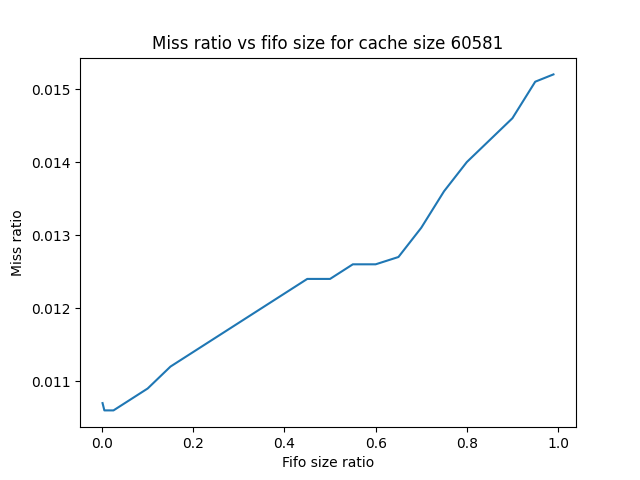 Miss ratio vs fifo size for cache size 60581
0.015
0.014
0.013
0.012
0.011
Miss ratio
0.0 0.2 0.4 0.6 0.8 1.0
Fifo size ratio